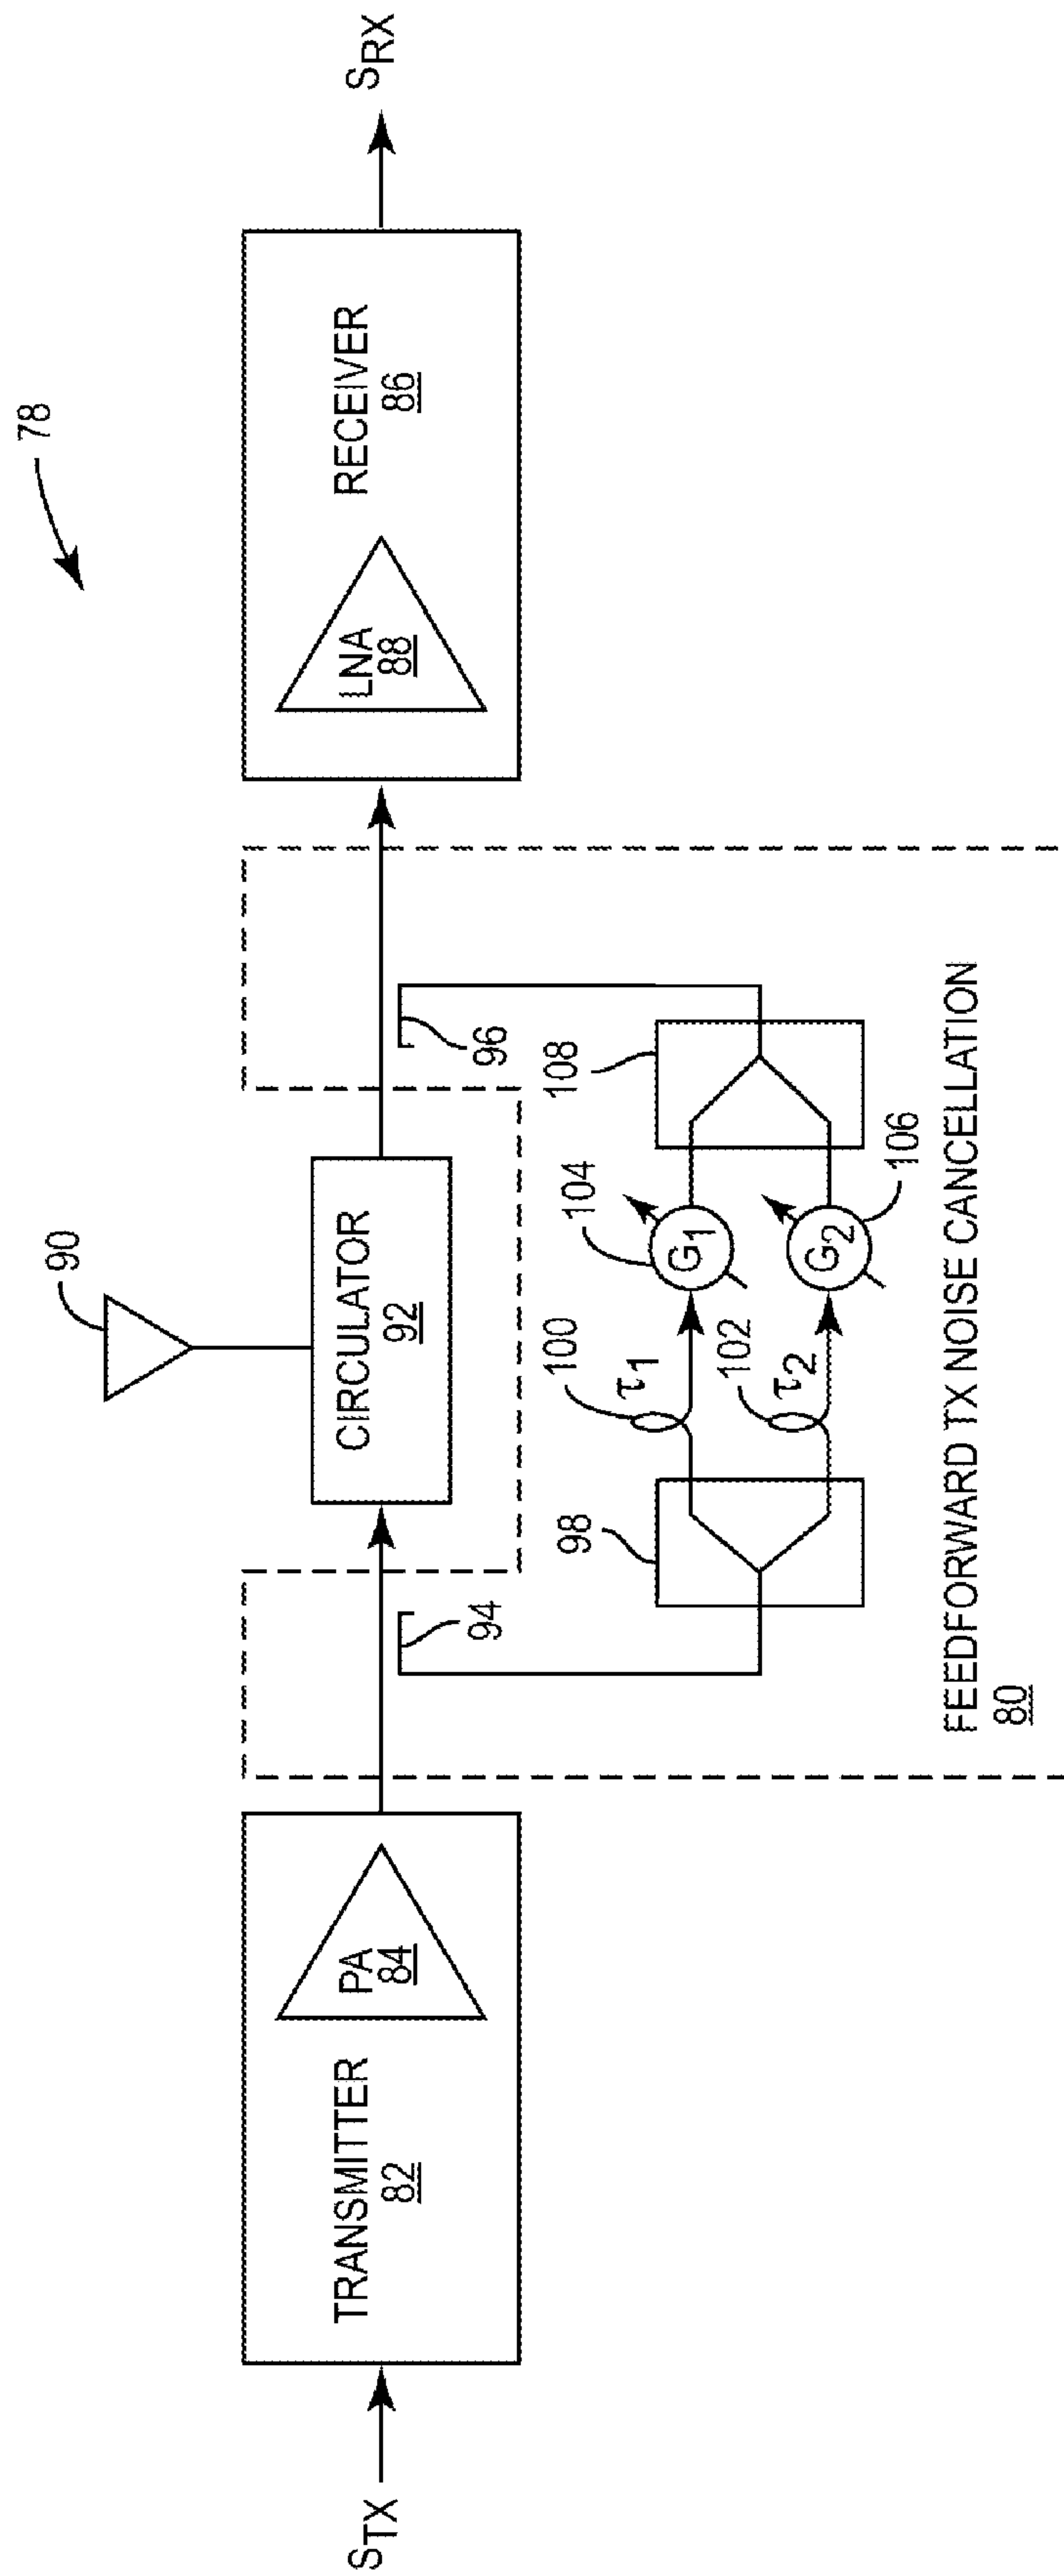 78
90
S_TX
TRANSMITTER
82
PA
84
CIRCULATOR
92
LNA
88
RECEIVER
86
S_RX
94
96
98
100
τ1
104
G1
108
102
τ2
G2
106
FEEDFORWARD TX NOISE CANCELLATION
80